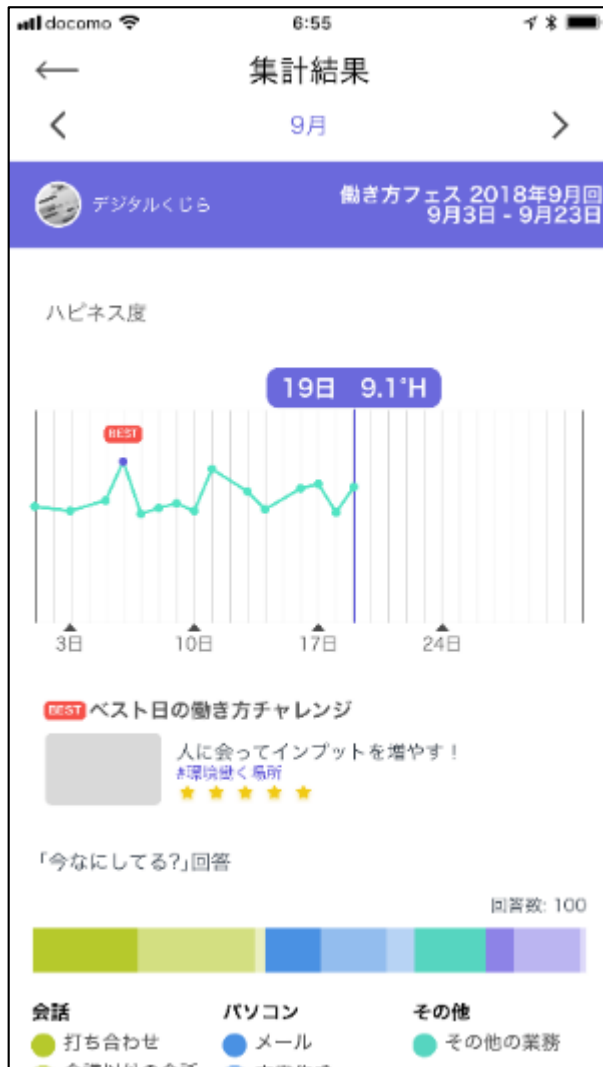 docomo 6:55
集計結果
9月
デジタルくじら
働き方フェス 2018年9月回
9月3日 - 9月23日
ハピネス度
19日 9.1°H
BEST
3日 10日 17日 24日
BEST ベスト日の働き方チャレンジ
人に会ってインプットを増やす！
#環境働く場所
「今なにしてる?」回答
回答数: 100
会話 パソコン その他
打ち合わせ メール その他の業務